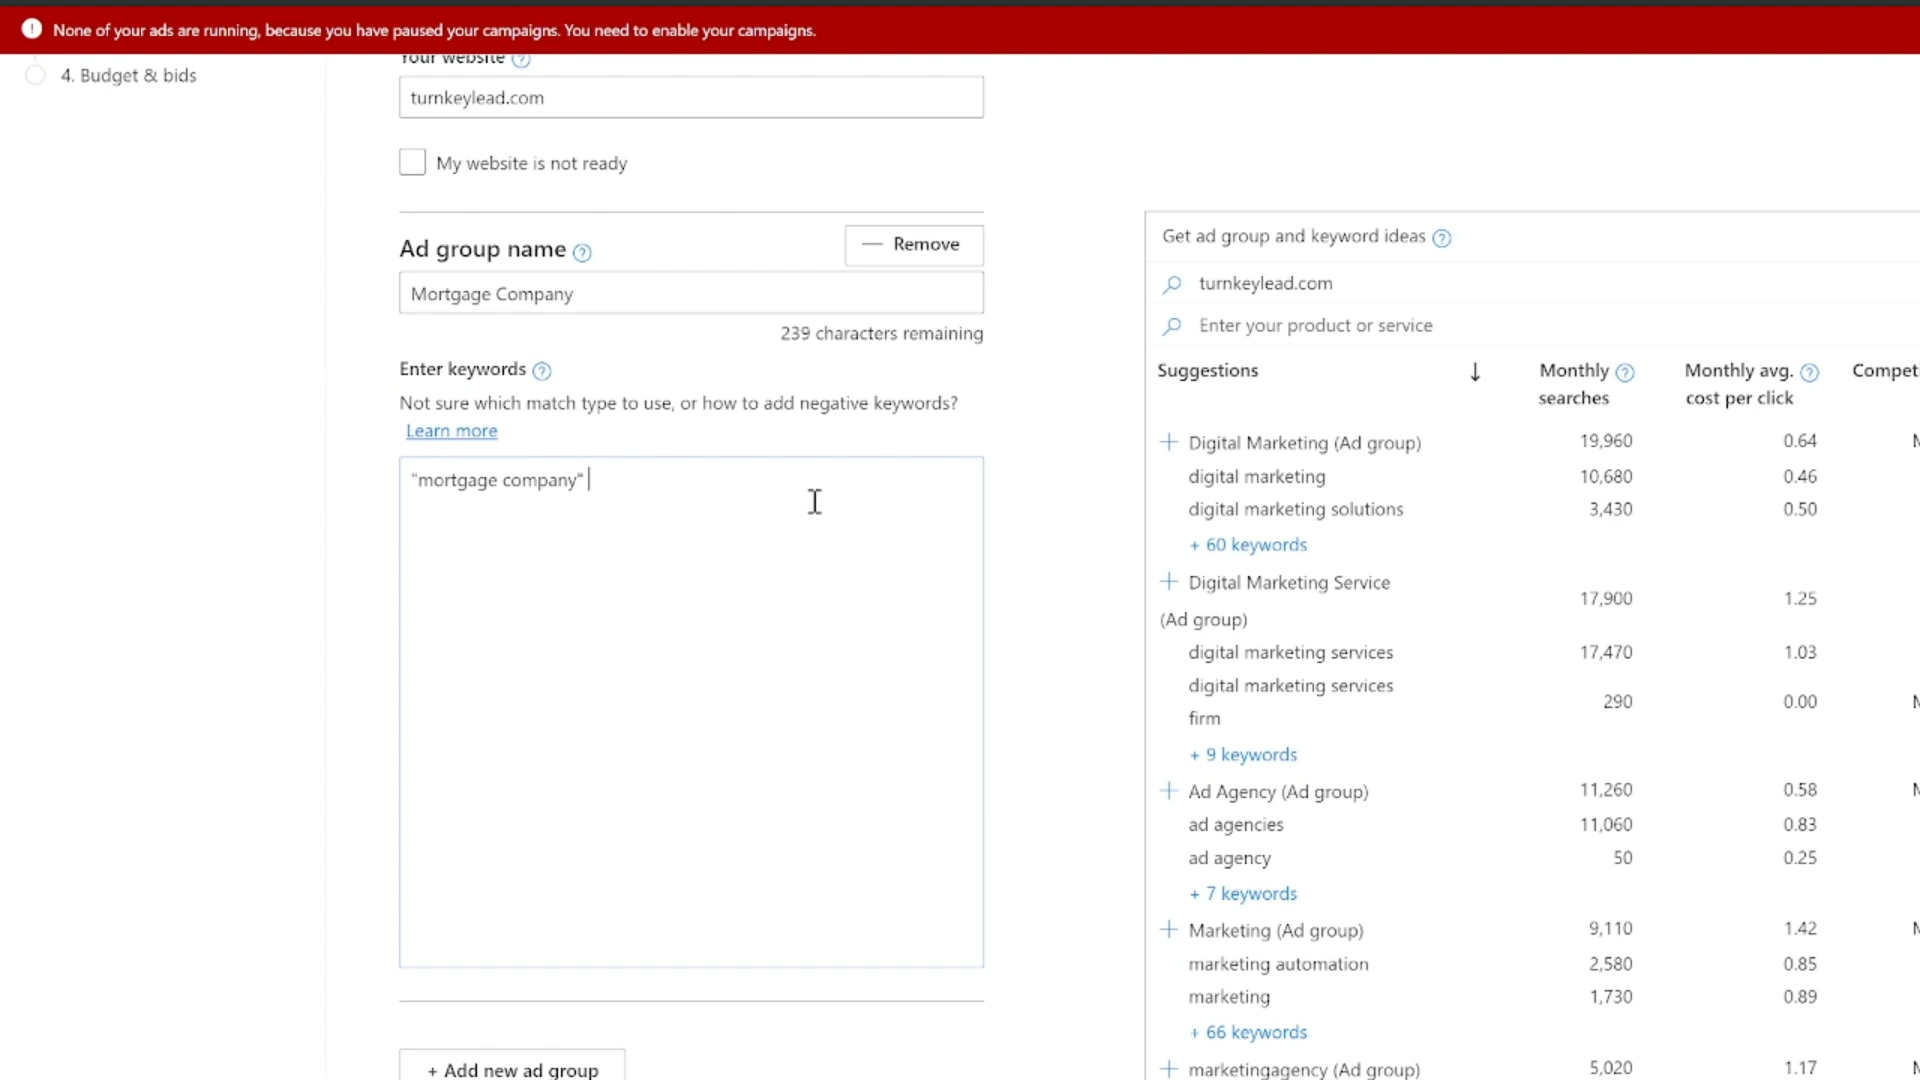 None of your ads are running, because you have paused your campaigns. You need to enable your campaigns.
4. Budget & bids
Your website
turnkeylead.com
My website is not ready
Ad group name
— Remove
Mortgage Company
239 characters remaining
Enter keywords
Not sure which match type to use, or how to add negative keywords?
Learn more
"mortgage company"
+ Add new ad group
Get ad group and keyword ideas
turnkeylead.com
Enter your product or service
Suggestions ↓ Monthly searches Monthly avg. cost per click Compet
+ Digital Marketing (Ad group) 19,960 0.64
digital marketing 10,680 0.46
digital marketing solutions 3,430 0.50
+ 60 keywords
+ Digital Marketing Service
(Ad group) 17,900 1.25
digital marketing services 17,470 1.03
digital marketing services
firm 290 0.00
+ 9 keywords
+ Ad Agency (Ad group) 11,260 0.58
ad agencies 11,060 0.83
ad agency 50 0.25
+ 7 keywords
+ Marketing (Ad group) 9,110 1.42
marketing automation 2,580 0.85
marketing 1,730 0.89
+ 66 keywords
+ marketingagency (Ad group) 5,020 1.17